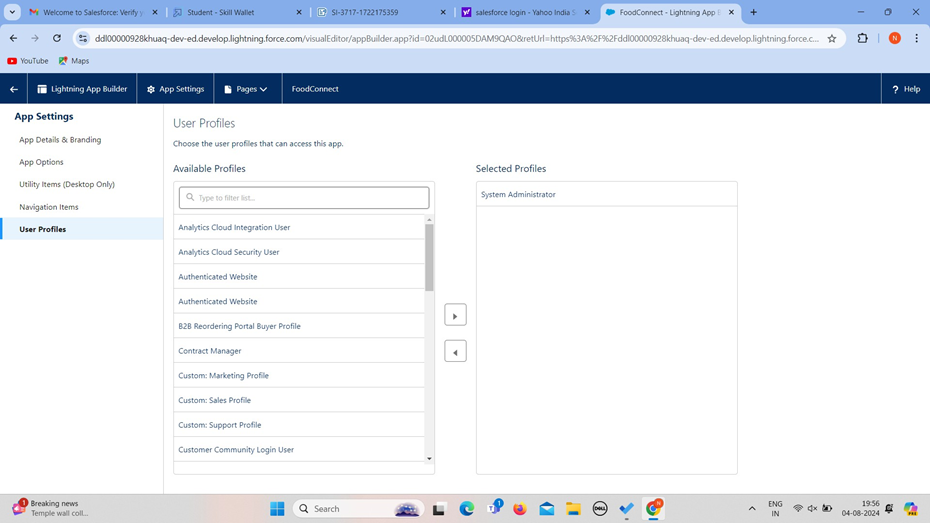 Welcome to Salesforce: Verify y
Student - Skill Wallet
SI-3717-1722175359
salesforce login - Yahoo India S
FoodConnect - Lightning App B
ddl00000928khuaq-dev-ed.develop.lightning.force.com/visualEditor/appBuilder.app?id=02udL000005DAM9QAO&retUrl=https%3A%2F%2Fddl00000928khuaq-dev-ed.develop.lightning.force.c...
N
YouTube
Maps
Lightning App Builder
App Settings
Pages
FoodConnect
? Help
App Settings
App Details & Branding
App Options
Utility Items (Desktop Only)
Navigation Items
User Profiles
User Profiles
Choose the user profiles that can access this app.
Available Profiles
Type to filter list...
Analytics Cloud Integration User
Analytics Cloud Security User
Authenticated Website
Authenticated Website
B2B Reordering Portal Buyer Profile
Contract Manager
Custom: Marketing Profile
Custom: Sales Profile
Custom: Support Profile
Customer Community Login User
Selected Profiles
System Administrator
1
Breaking news
Temple wall coll...
Search
1
DELL
N
ENG
IN
19:56
04-08-2024